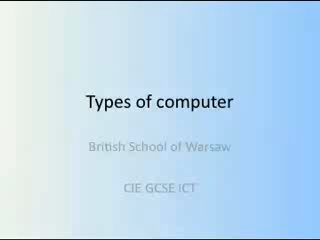 Types of computer
British School of Warsaw
CIE GCSE ICT